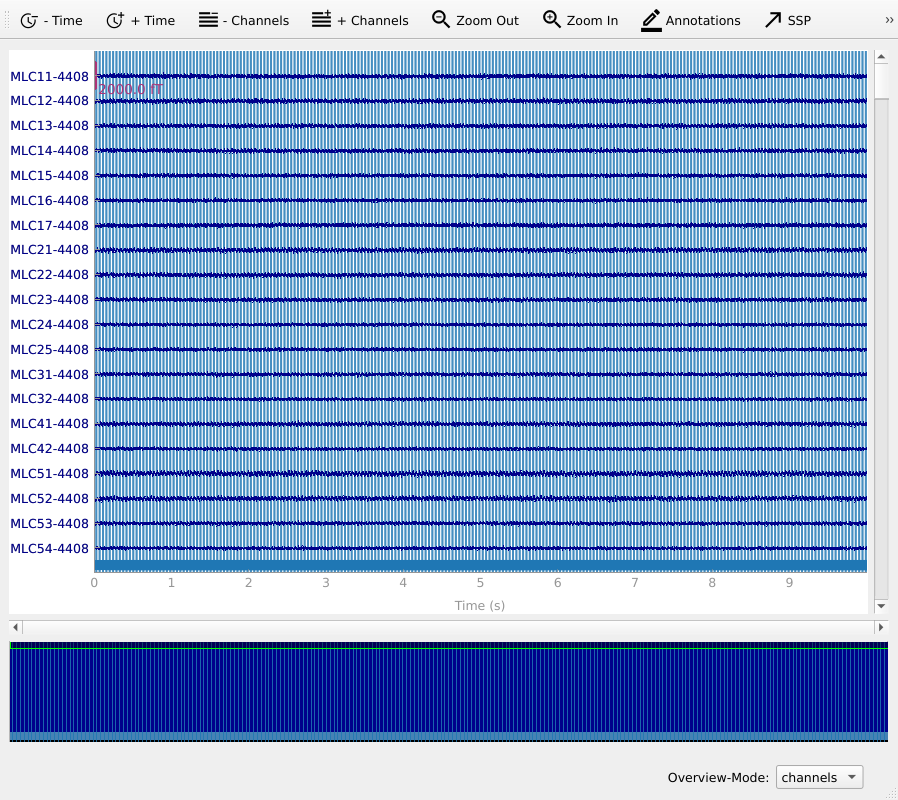 - Time + Time - Channels + Channels Zoom Out Zoom In Annotations SSP »
MLC11-4408
2000.0 fT
MLC12-4408
MLC13-4408
MLC14-4408
MLC15-4408
MLC16-4408
MLC17-4408
MLC21-4408
MLC22-4408
MLC23-4408
MLC24-4408
MLC25-4408
MLC31-4408
MLC32-4408
MLC41-4408
MLC42-4408
MLC51-4408
MLC52-4408
MLC53-4408
MLC54-4408
0 1 2 3 4 5 6 7 8 9
Time (s)
Overview-Mode: channels